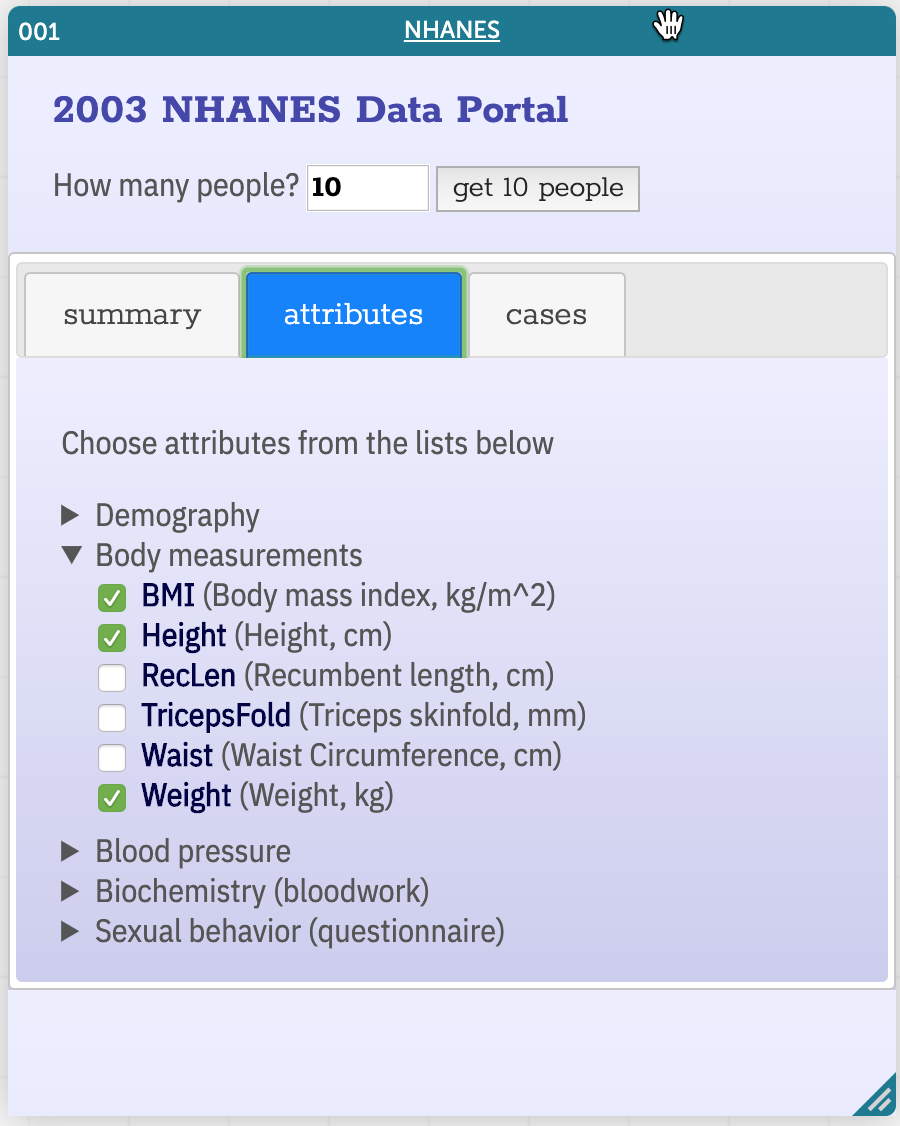 001
NHANES
2003 NHANES Data Portal
How many people? 10 get 10 people
summary attributes cases
Choose attributes from the lists below
Demography
Body measurements
BMI (Body mass index, kg/m^2)
Height (Height, cm)
RecLen (Recumbent length, cm)
TricepsFold (Triceps skinfold, mm)
Waist (Waist Circumference, cm)
Weight (Weight, kg)
Blood pressure
Biochemistry (bloodwork)
Sexual behavior (questionnaire)